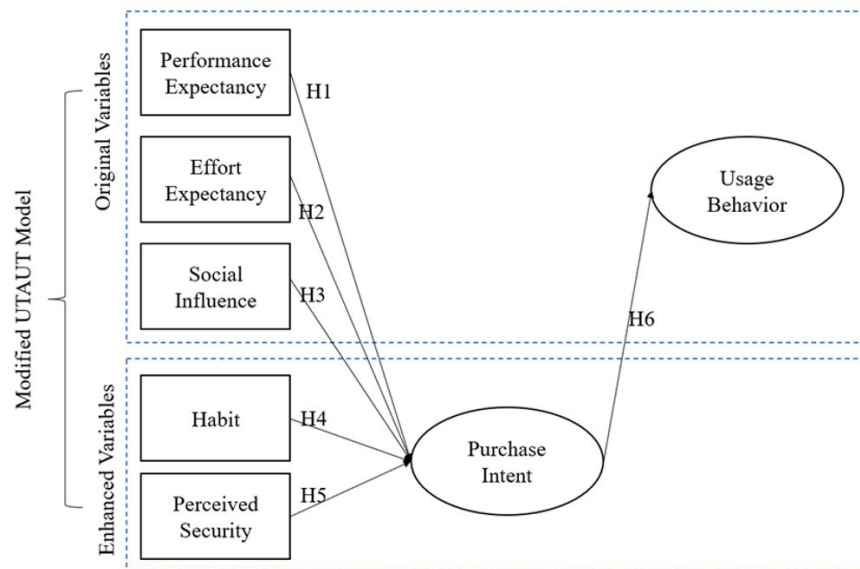 Modified UTAUT Model
Original Variables
Performance
Expectancy
H1
Effort
Expectancy
H2
Social
Influence
H3
Usage
Behavior
H6
Enhanced Variables
Habit
H4
Perceived
Security
H5
Purchase
Intent